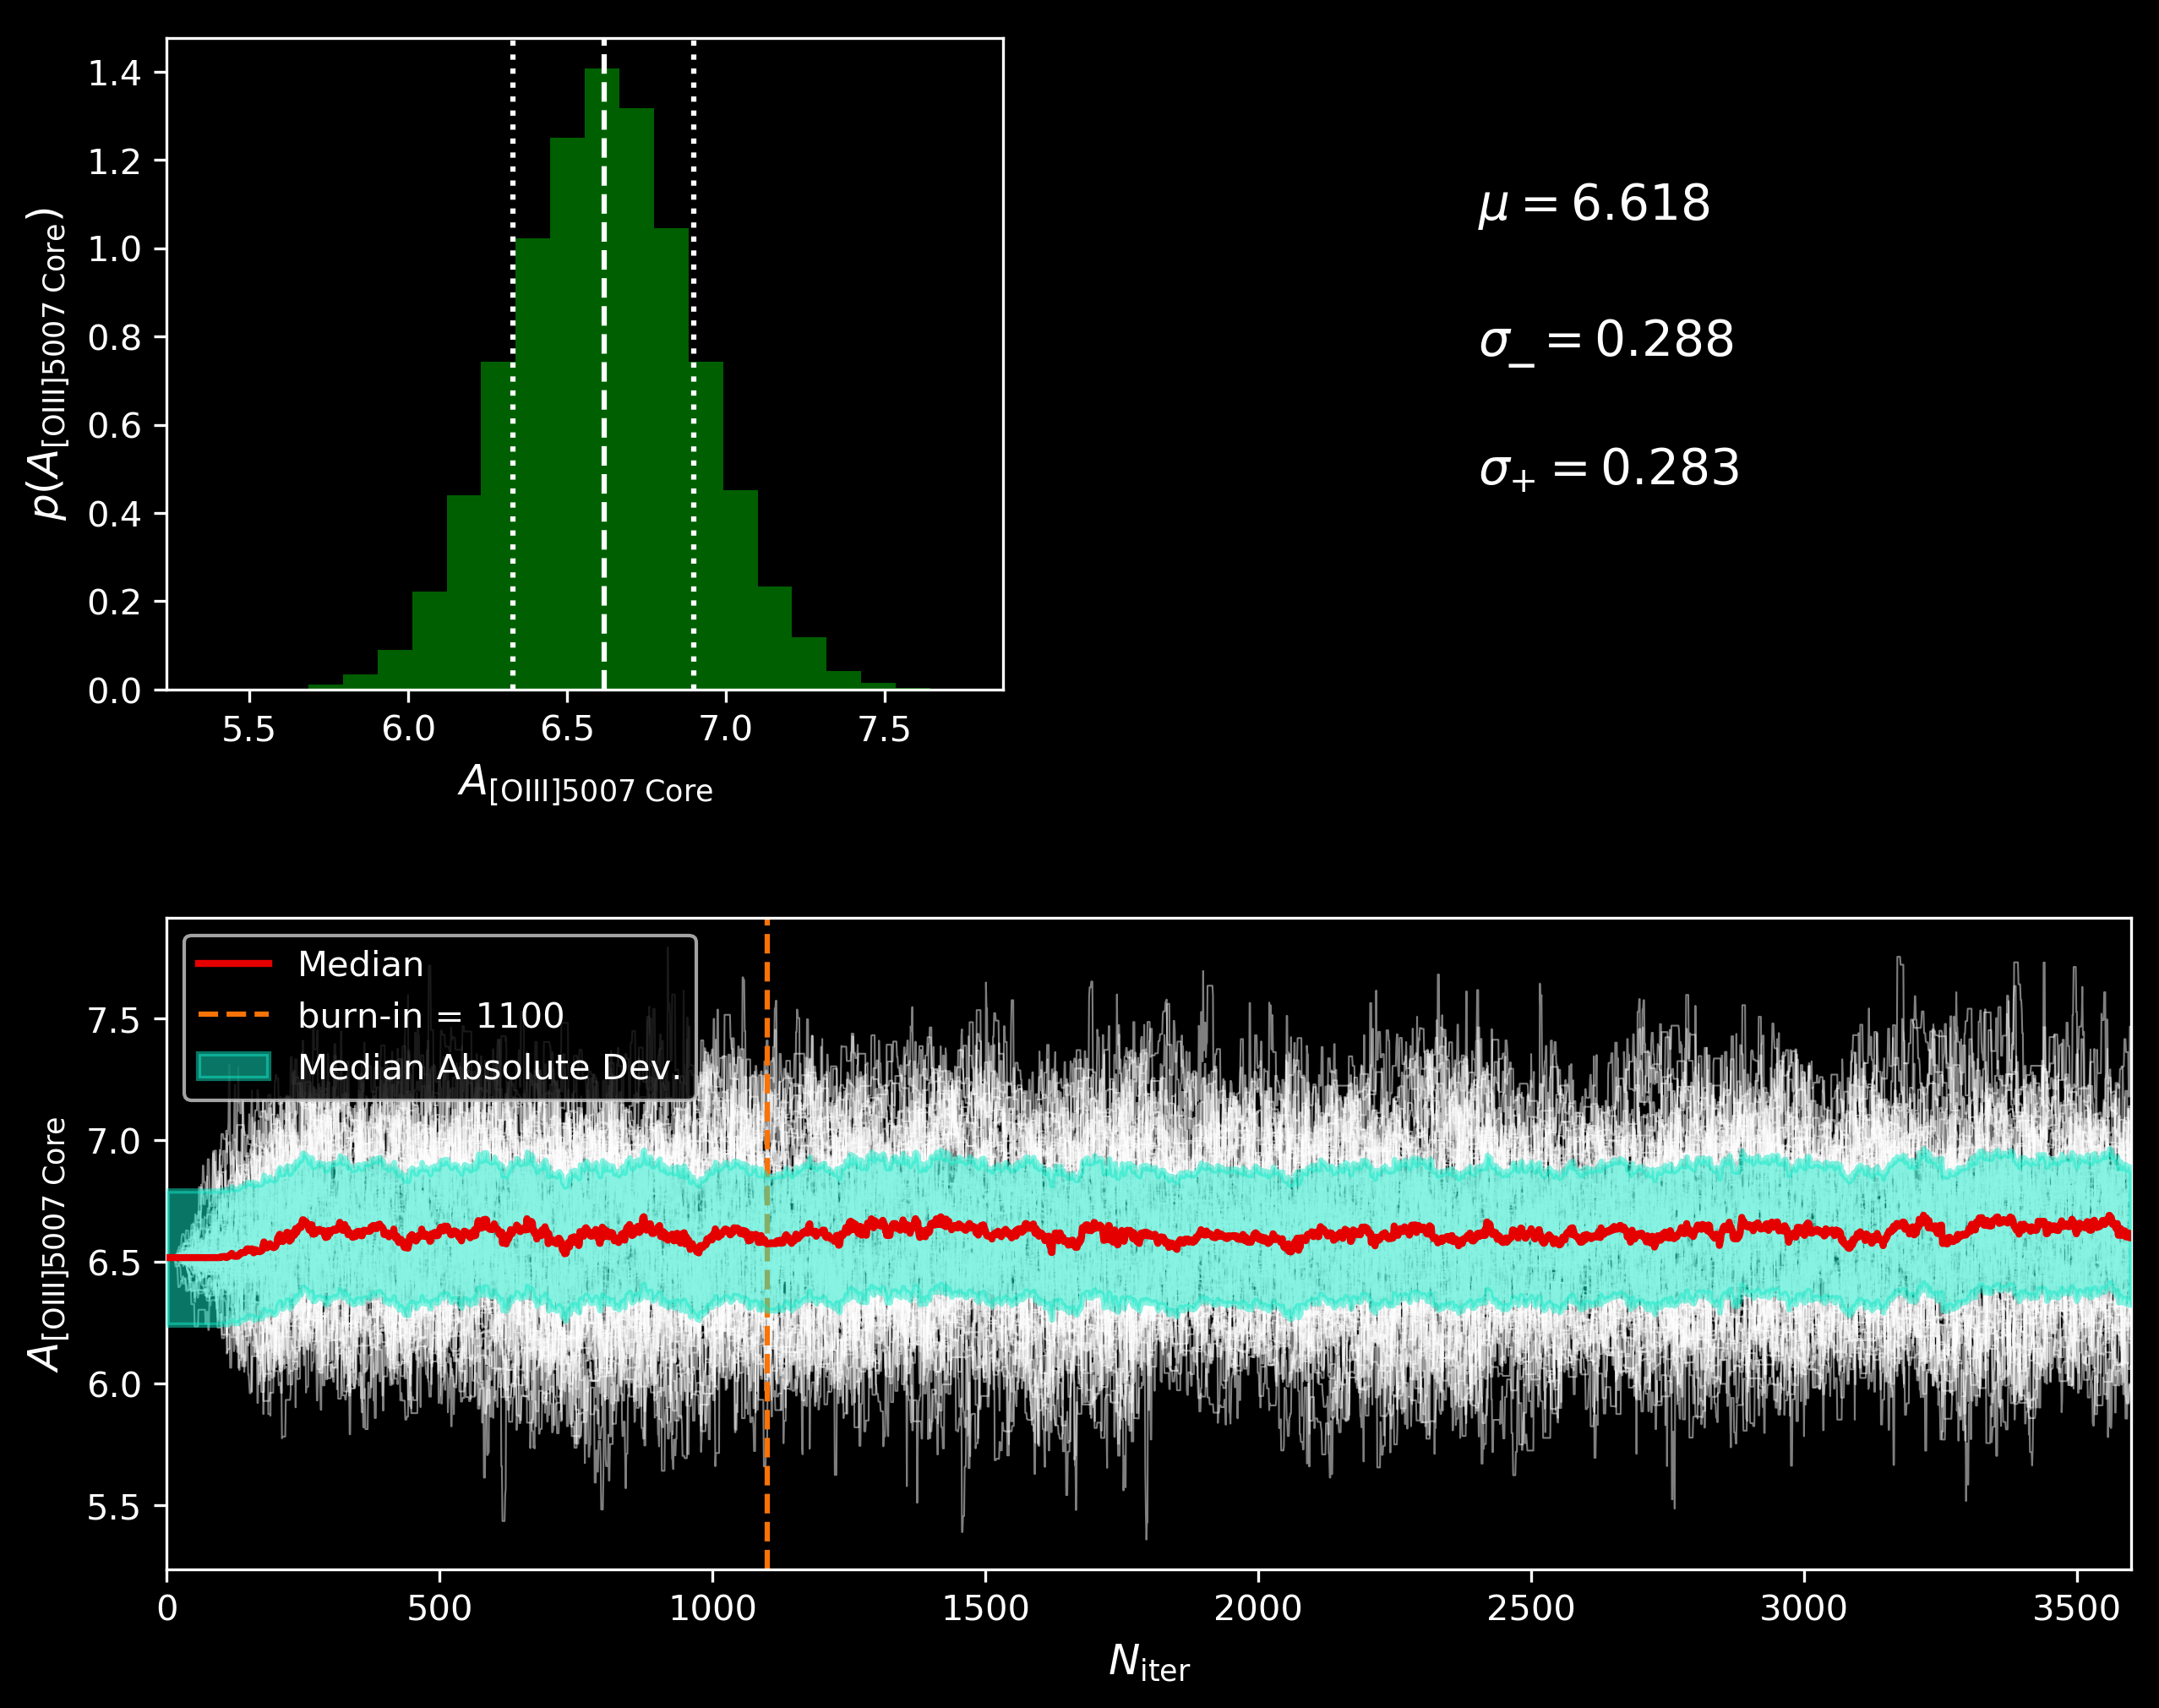 1.4
1.2
1.0
0.8
0.6
0.4
0.2
0.0
p(A[OIII]5007 Core)
5.5 6.0 6.5 7.0 7.5
A[OIII]5007 Core
μ = 6.618
σ− = 0.288
σ+ = 0.283
Median
burn-in = 1100
Median Absolute Dev.
7.5
7.0
6.5
6.0
5.5
A[OIII]5007 Core
0 500 1000 1500 2000 2500 3000 3500
Niter